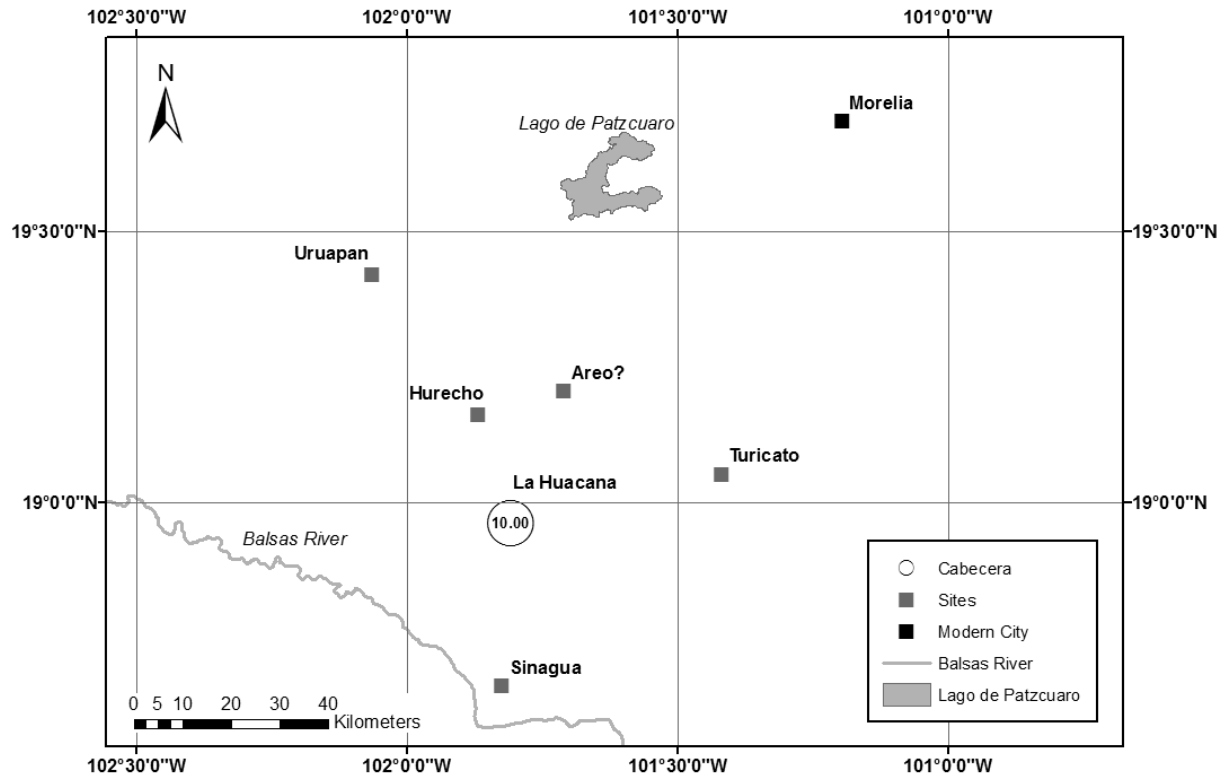 102°30'0"W 102°0'0"W 101°30'0"W 101°0'0"W
N
Morelia
Lago de Patzcuaro
19°30'0"N 19°30'0"N
Uruapan
Areo?
Hurecho
Turicato
La Huacana
19°0'0"N 19°0'0"N
10.00
Balsas River
Cabecera
Sites
Modern City
Balsas River
Lago de Patzcuaro
Sinagua
0 5 10 20 30 40
Kilometers
102°30'0"W 102°0'0"W 101°30'0"W 101°0'0"W